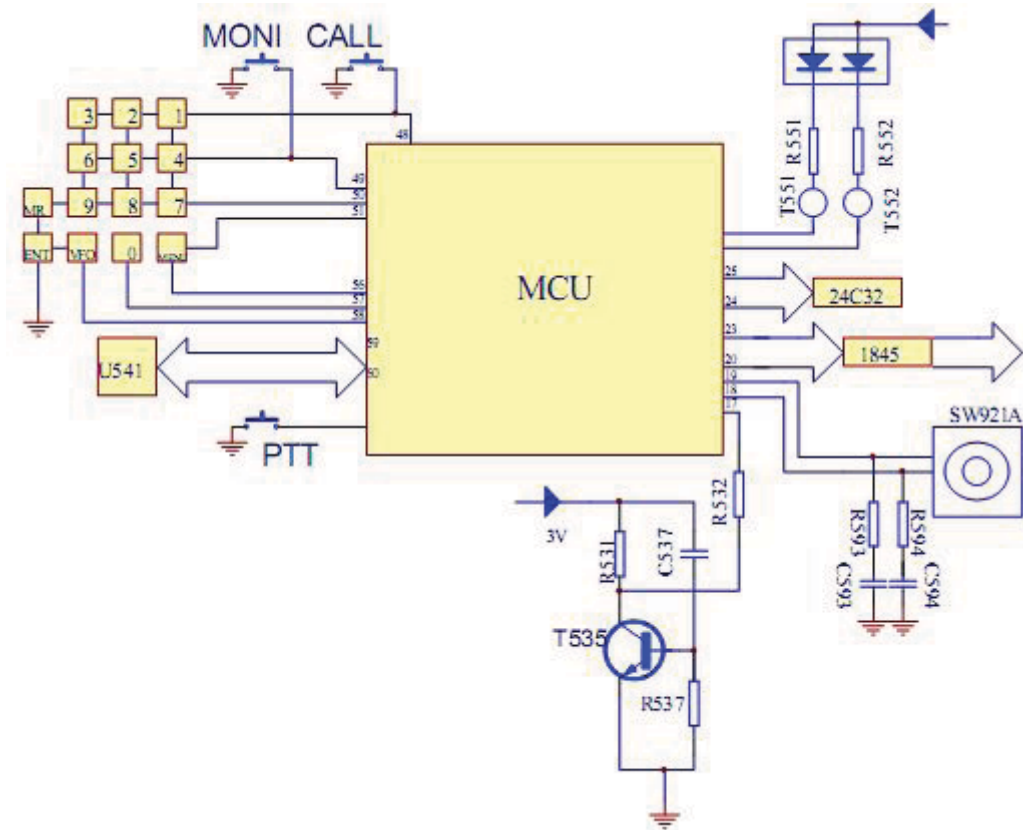 MONI CALL
3 2 1
48
6 5 4
49
MR 9 8 7
50
51
ENT VFO 0 MENU
56
57
58
U541
59
60
PTT
MCU
R551
R552
T551
T552
25
24
24C32
23
20
1845
19
18
17
SW921A
R532
R593
R594
C593
C594
3V
R531
C537
T535
R537